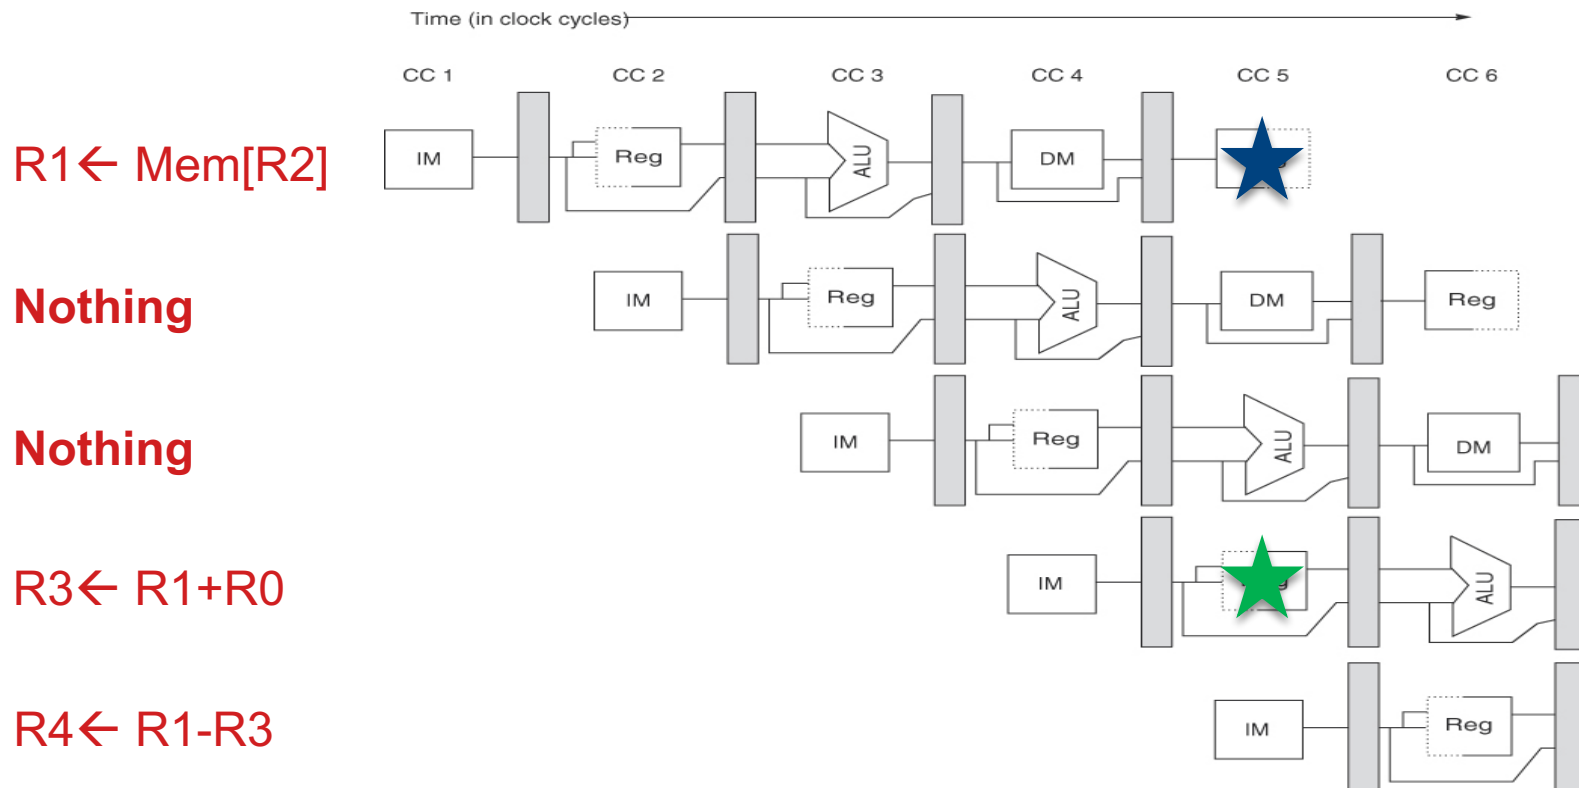 Time (in clock cycles)
CC 1 CC 2 CC 3 CC 4 CC 5 CC 6
R1← Mem[R2] IM Reg ALU DM
Nothing IM Reg ALU DM Reg
Nothing IM Reg ALU DM
R3← R1+R0 IM ALU
R4← R1-R3 IM Reg